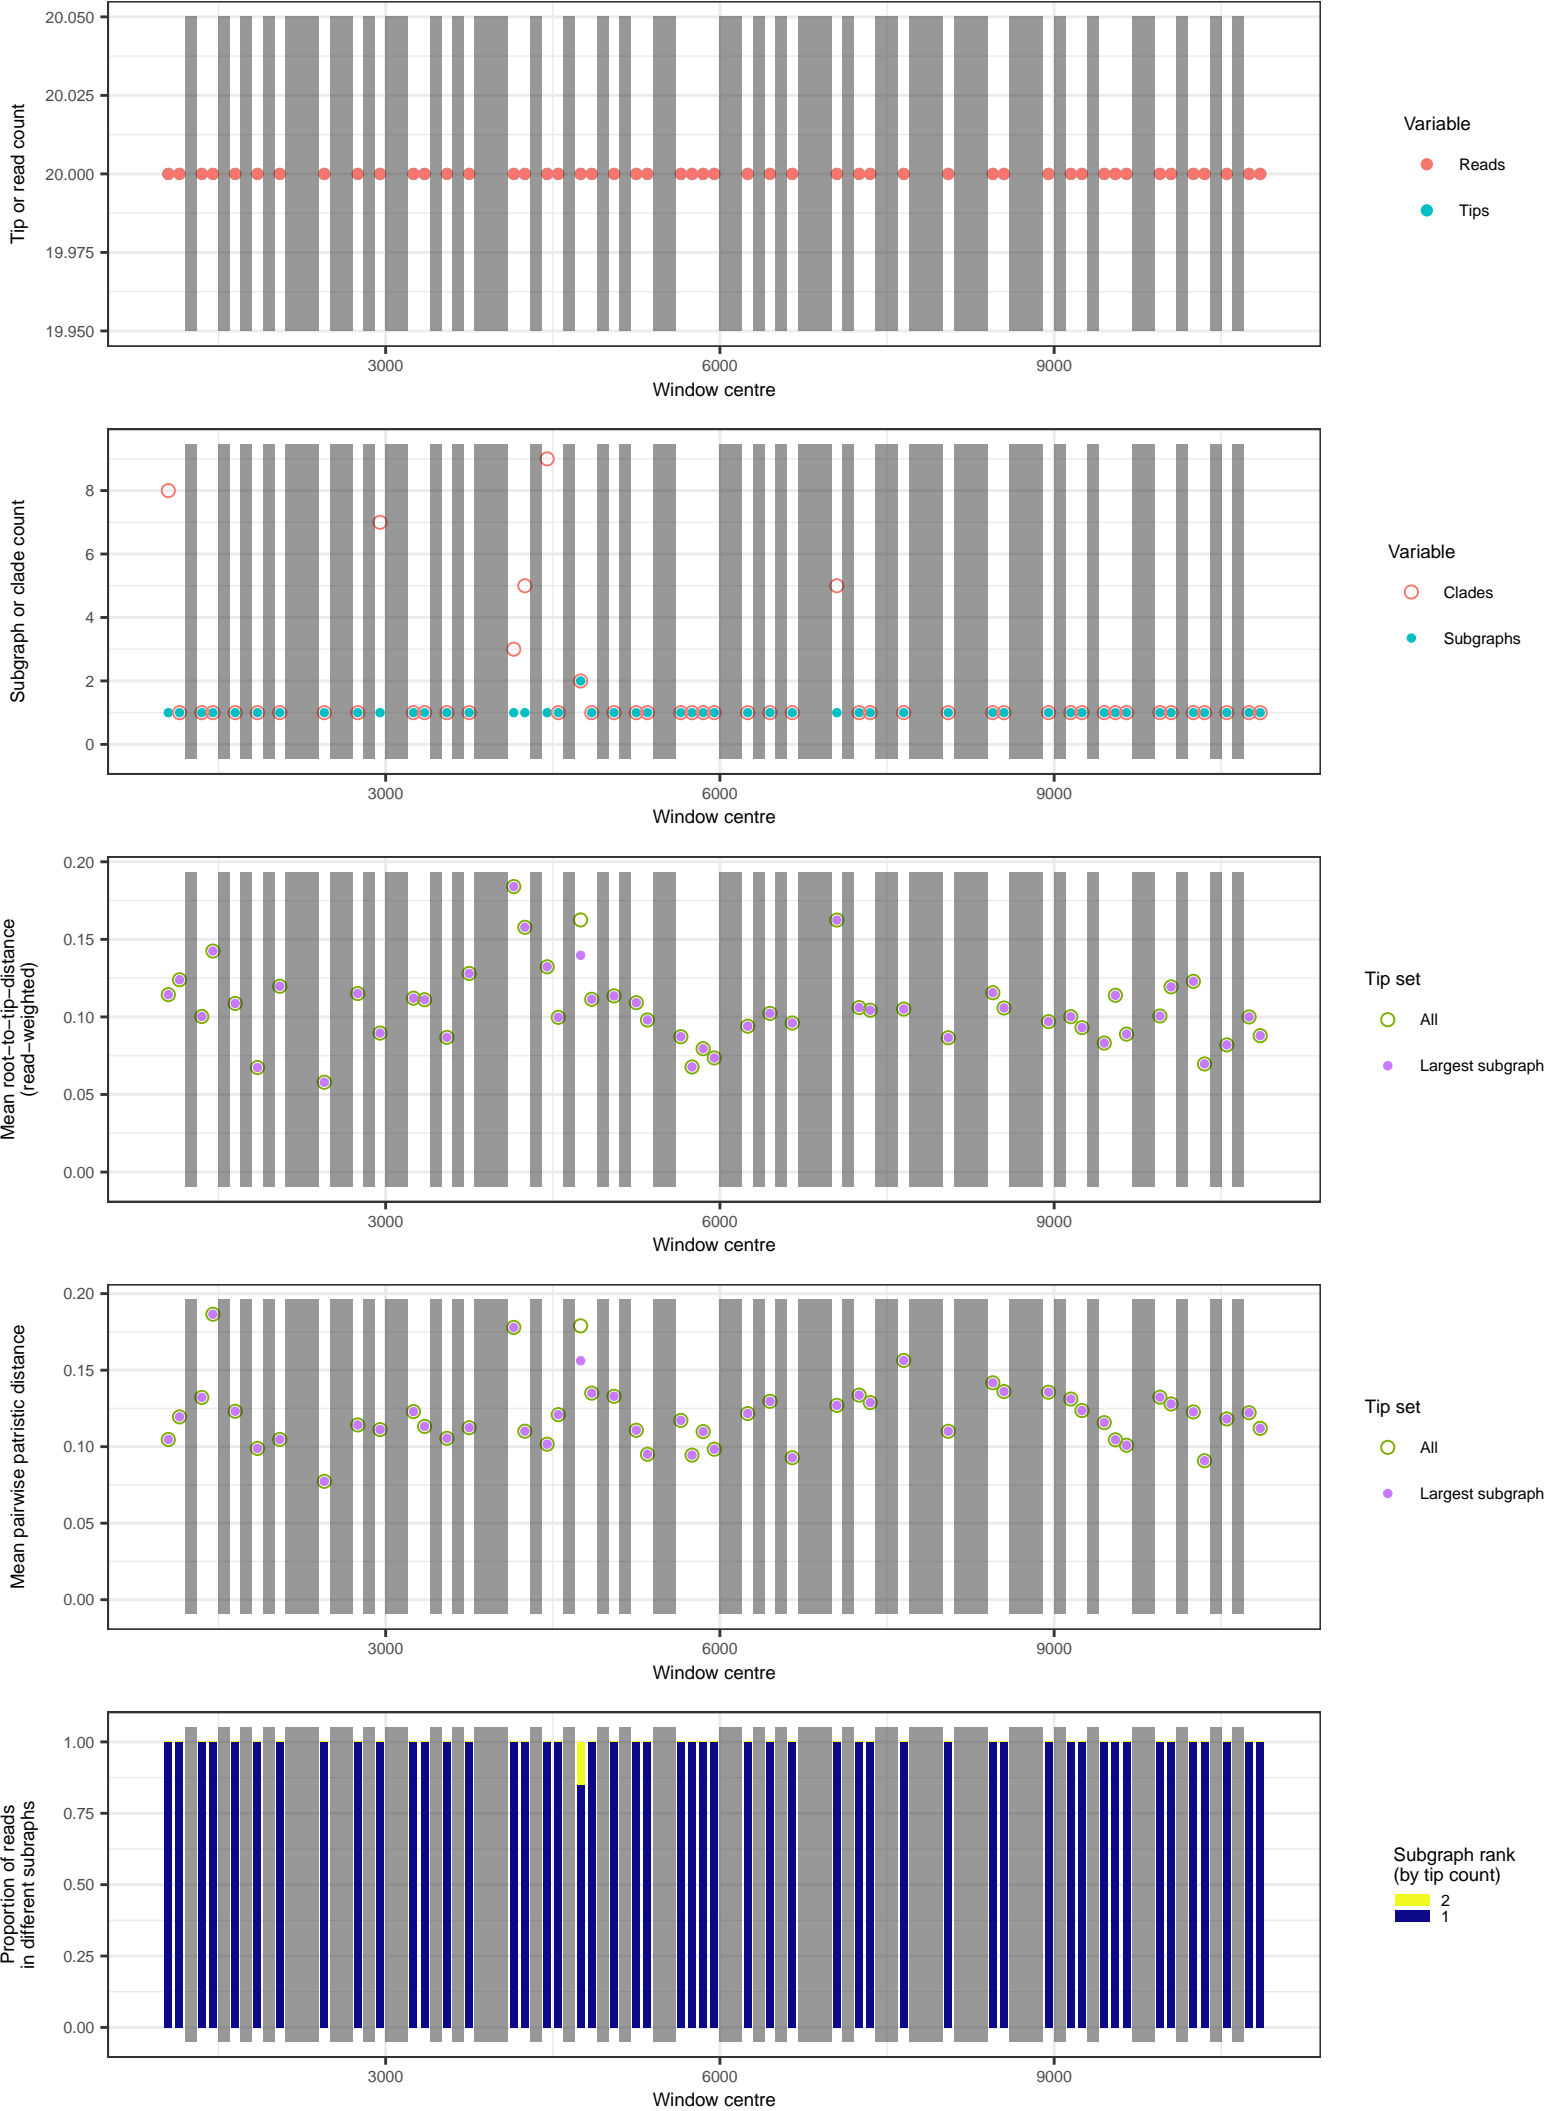 20.050
20.025
20.000
19.975
19.950
Tip or read count
3000
6000
9000
Window centre
Variable
Reads
Tips
8
6
4
2
0
Subgraph or clade count
3000
6000
9000
Window centre
Variable
Clades
Subgraphs
0.20
0.15
0.10
0.05
0.00
Mean root−to−tip−distance
(read−weighted)
3000
6000
9000
Window centre
Tip set
All
Largest subgraph
0.20
0.15
0.10
0.05
0.00
Mean pairwise patristic distance
3000
6000
9000
Window centre
Tip set
All
Largest subgraph
1.00
0.75
0.50
0.25
0.00
Proportion of reads
in different subraphs
3000
6000
9000
Window centre
Subgraph rank
(by tip count)
2
1